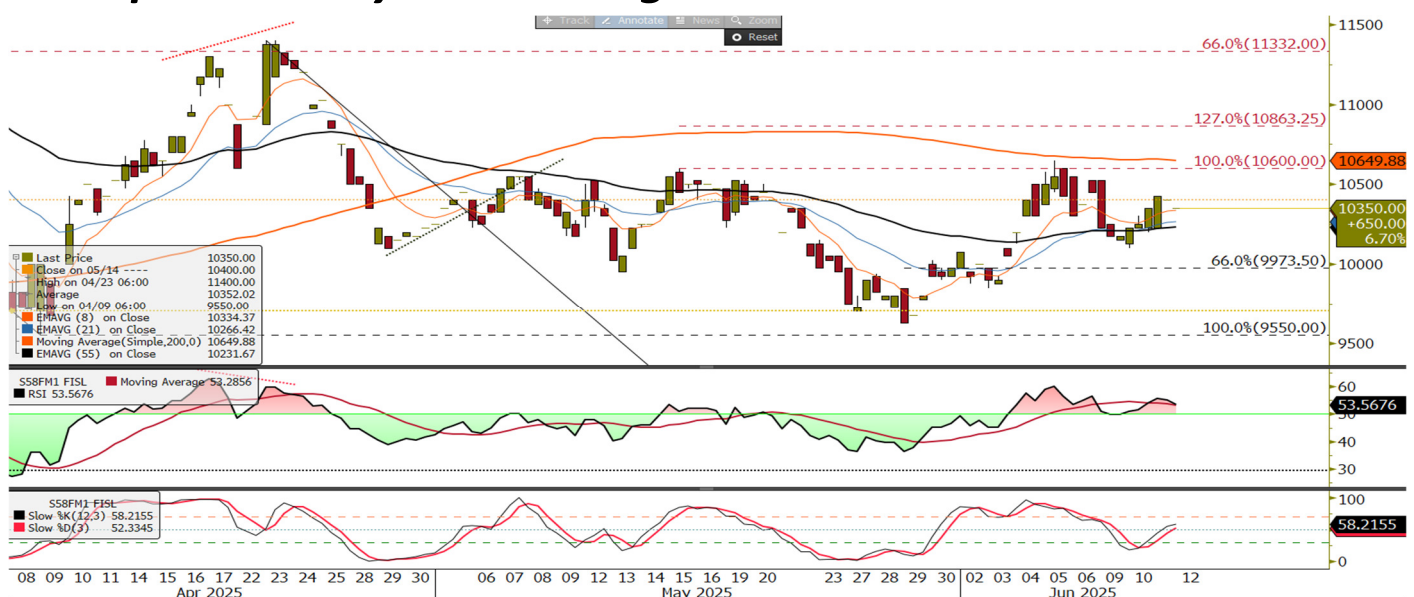 Track Annotate News Zoom
Reset
11500
66.0%(11332.00)
11000
127.0%(10863.25)
100.0%(10600.00)
10649.88
10500
10350.00
+650.00
6.70%
10000
66.0%(9973.50)
100.0%(9550.00)
9500
Last Price 10350.00
Close on 05/14 ---- 10400.00
High on 04/23 06:00 11400.00
Average 10352.02
Low on 04/09 06:00 9550.00
EMAVG (8) on Close 10334.37
EMAVG (21) on Close 10266.42
Moving Average(Simple,200,0) 10649.88
EMAVG (55) on Close 10231.67
S58FM1 FISL Moving Average 53.2856
RSI 53.5676
60
53.5676
50
40
30
S58FM1 FISL
Slow %K(12,3) 58.2155
Slow %D(3) 52.3345
100
58.2155
0
08 09 10 11 14 15 16 17 22 23 24 25 28 29 30 06 07 08 09 12 13 14 15 16 19 20 23 27 28 29 30 02 03 04 05 06 09 10 12
Apr 2025 May 2025 Jun 2025